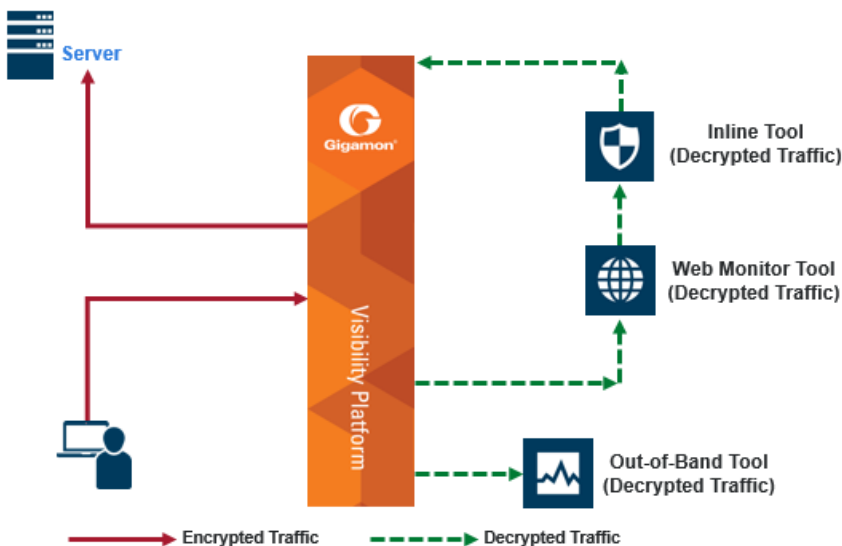 Server
Gigamon®
Inline Tool
(Decrypted Traffic)
Web Monitor Tool
(Decrypted Traffic)
Visibility Platform
Out-of-Band Tool
(Decrypted Traffic)
Encrypted Traffic
Decrypted Traffic